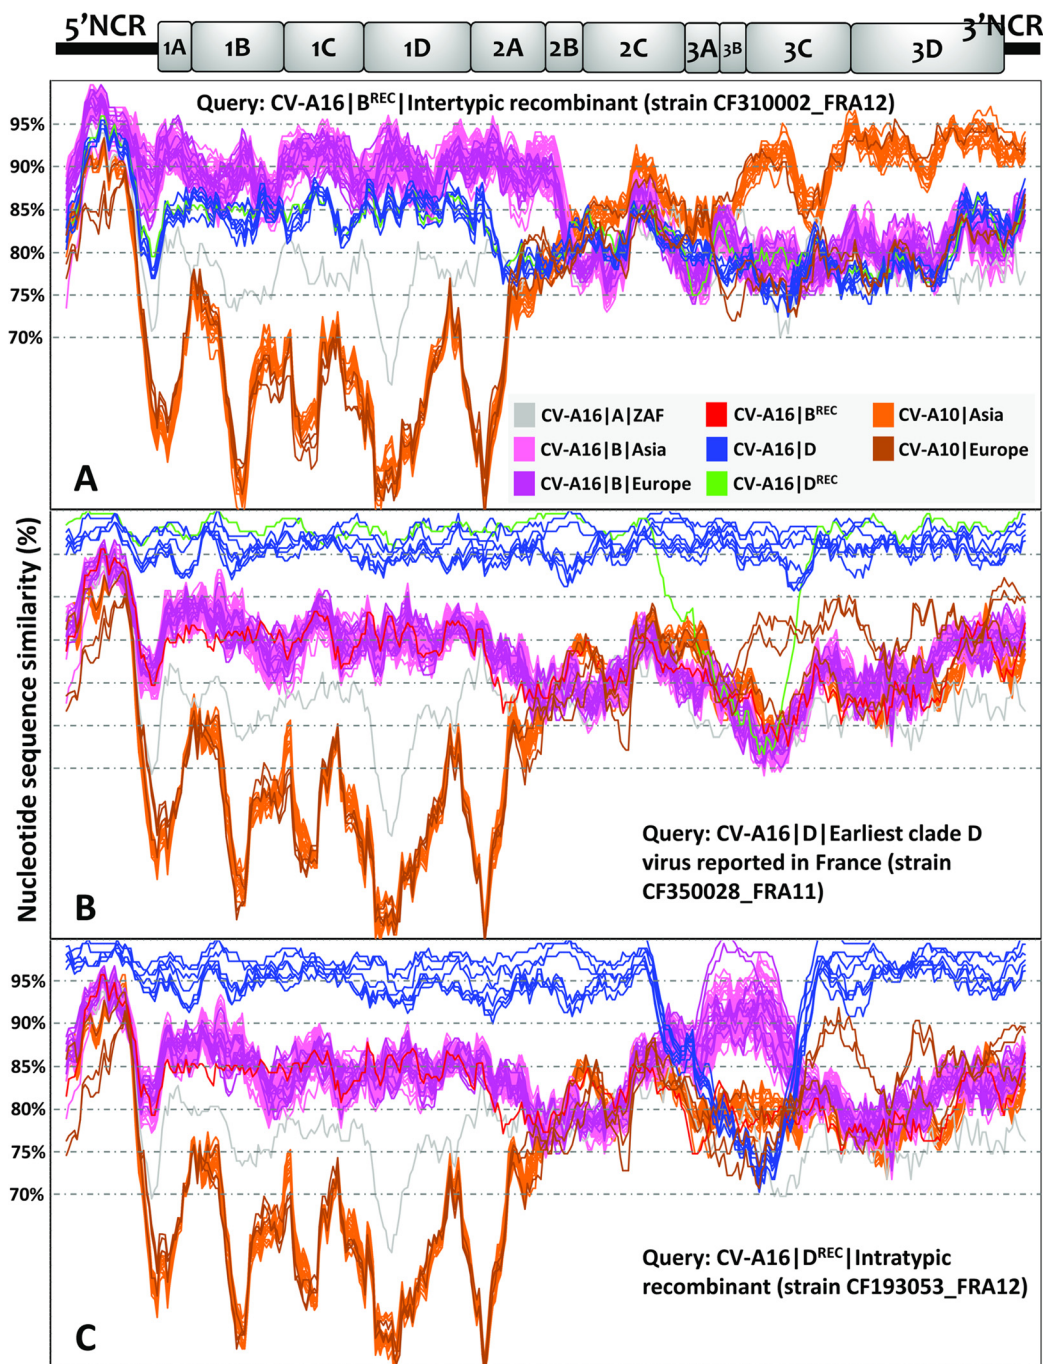 5’NCR
1A
1B
1C
1D
2A
2B
2C
3A
3B
3C
3D
3’NCR
Query: CV-A16|B^REC|Intertypic recombinant (strain CF310002_FRA12)
95%
90%
85%
80%
75%
70%
CV-A16|A|ZAF
CV-A16|B^REC
CV-A10|Asia
CV-A16|B|Asia
CV-A16|D
CV-A10|Europe
CV-A16|B|Europe
CV-A16|D^REC
A
Nucleotide sequence similarity (%)
Query: CV-A16|D|Earliest clade D
virus reported in France (strain
CF350028_FRA11)
B
95%
90%
85%
80%
75%
70%
Query: CV-A16|D^REC|Intratypic
recombinant (strain CF193053_FRA12)
C